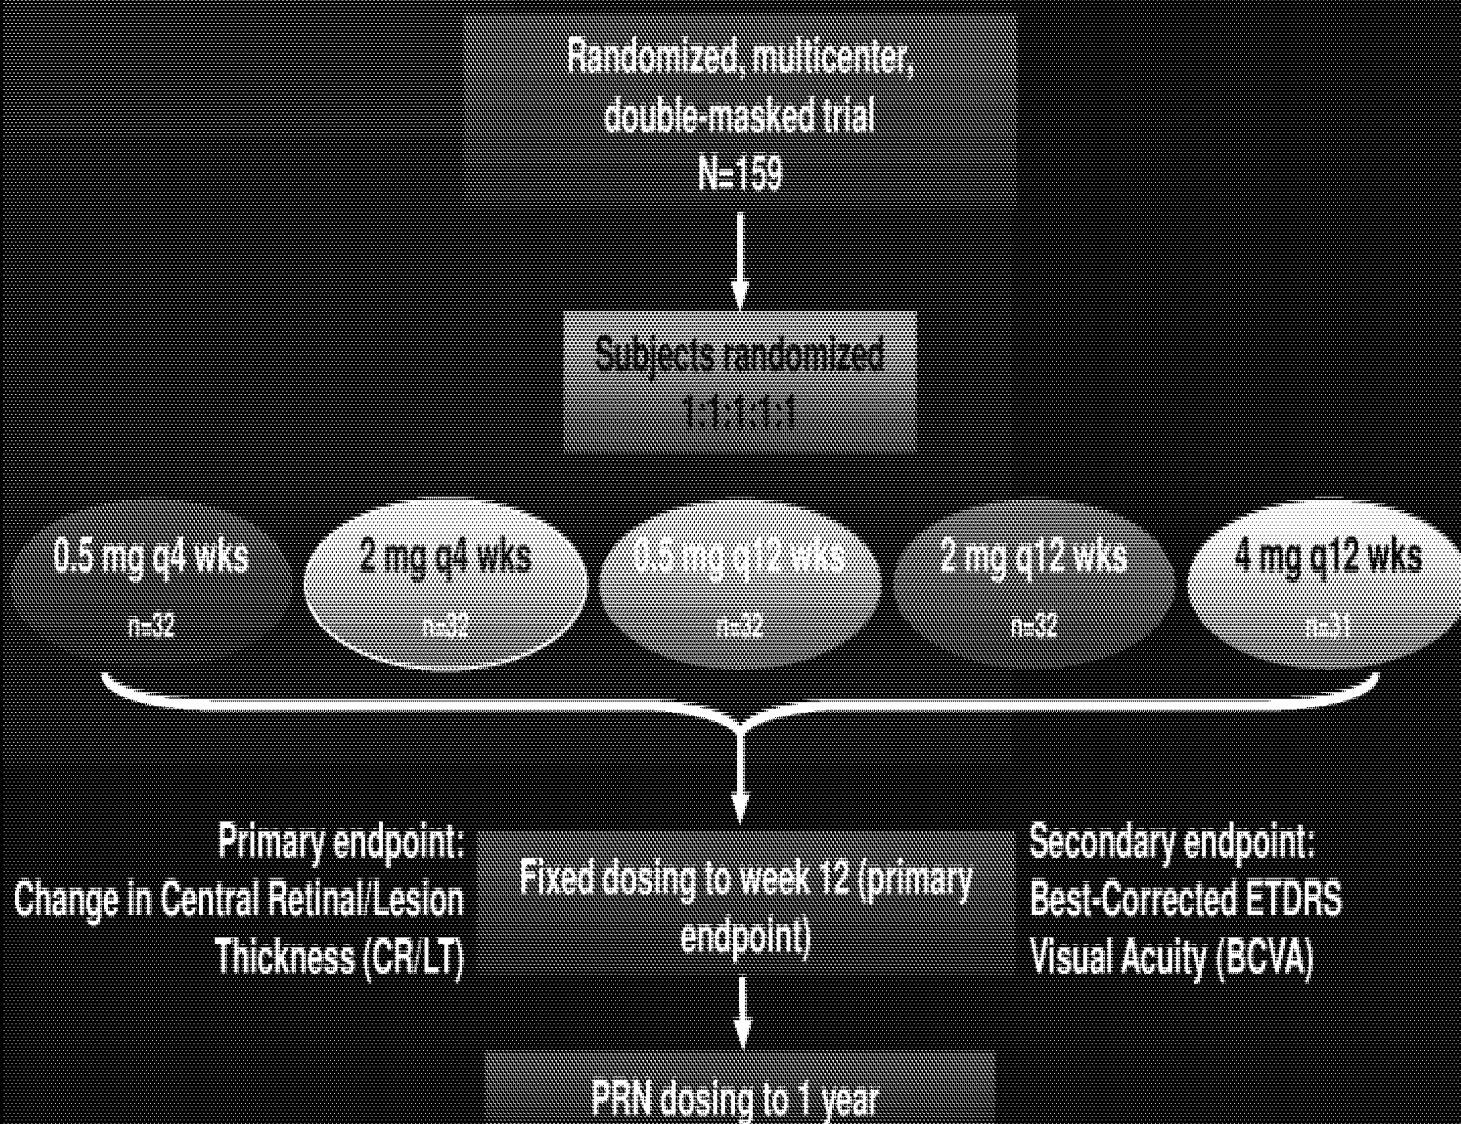 Randomized, multicenter,
double-masked trial
N=159
Subjects randomized
1:1:1:1:1
0.5 mg q4 wks
n=32
2 mg q4 wks
n=32
0.5 mg q12 wks
n=32
2 mg q12 wks
n=32
4 mg q12 wks
n=31
Primary endpoint:
Change in Central Retinal/Lesion
Thickness (CR/LT)
Fixed dosing to week 12 (primary
endpoint)
Secondary endpoint:
Best-Corrected ETDRS
Visual Acuity (BCVA)
PRN dosing to 1 year